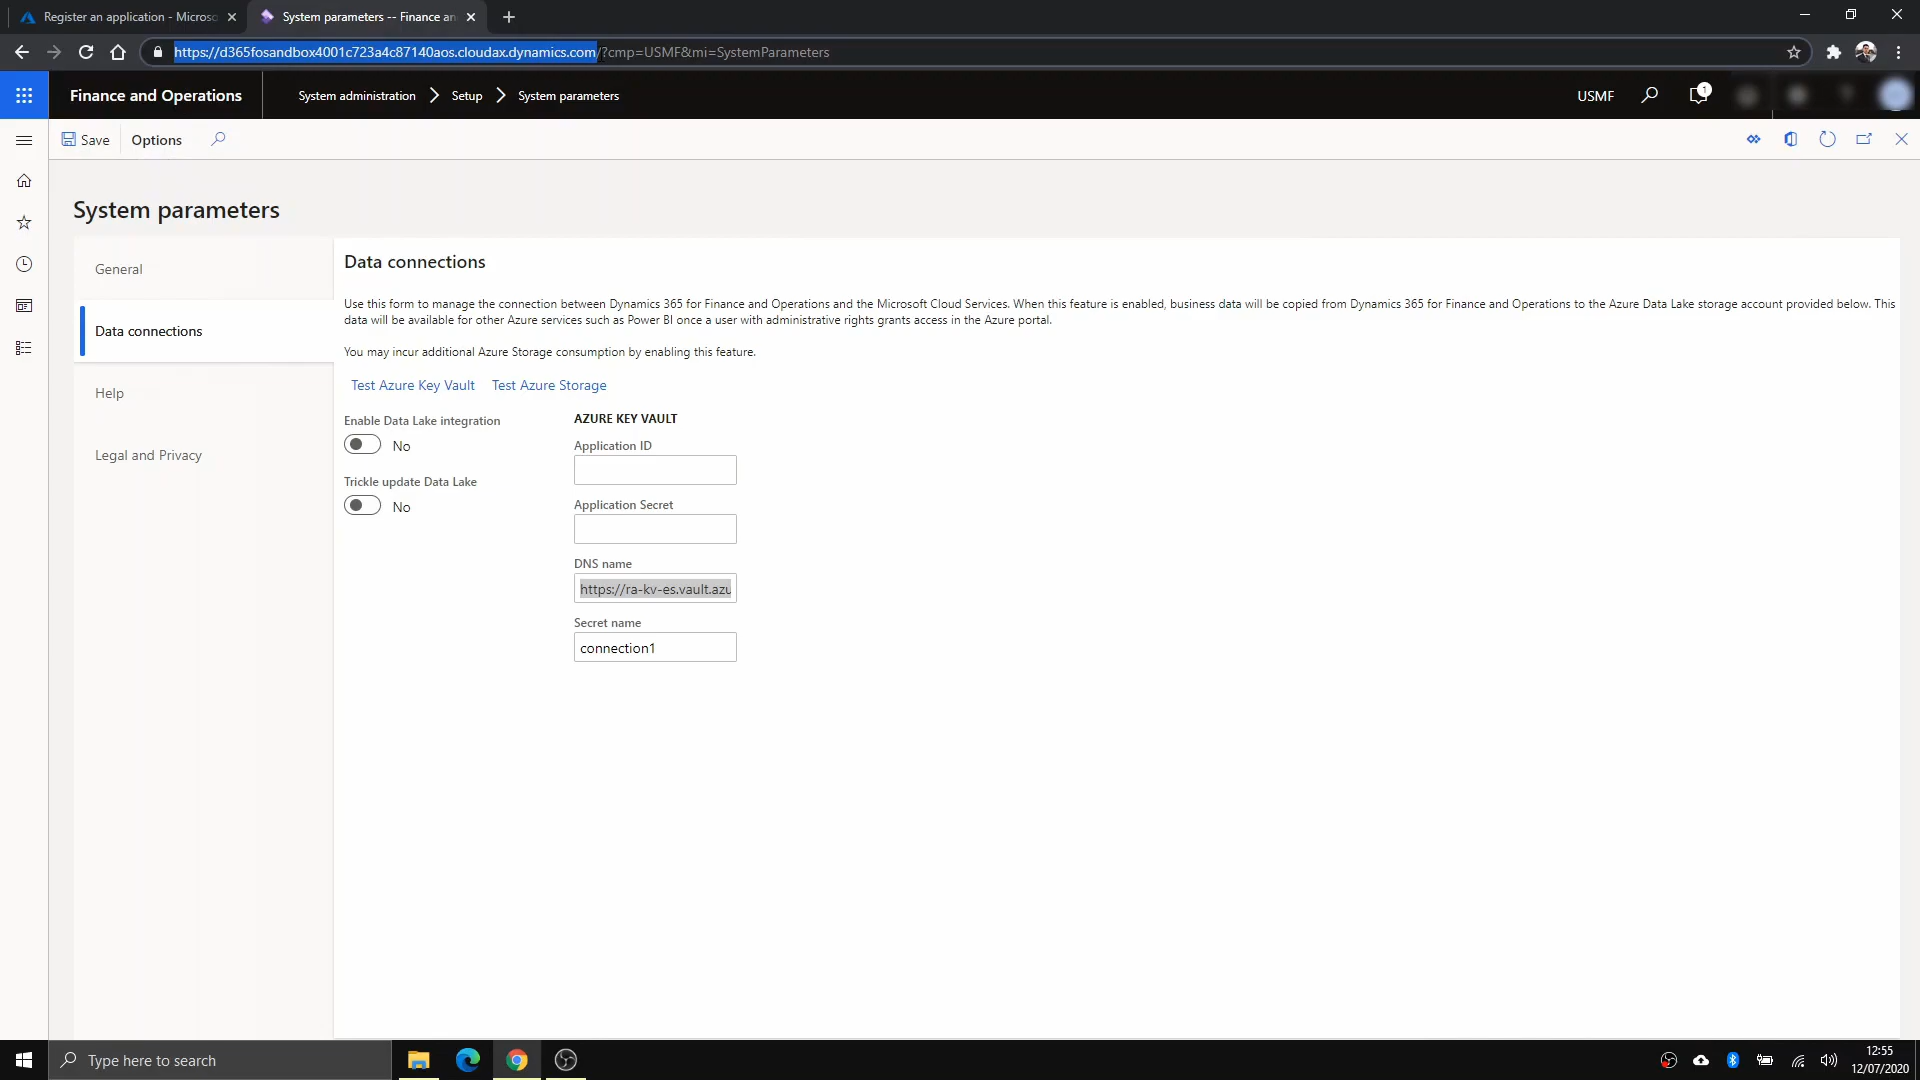 Register an application - Microso
System parameters -- Finance an
https://d365fosandbox4001c723a4c87140aos.cloudax.dynamics.com/?cmp=USMF&mi=SystemParameters
Finance and Operations
System administration
Setup
System parameters
USMF
1
Save
Options
System parameters
General
Data connections
Help
Legal and Privacy
Data connections
Use this form to manage the connection between Dynamics 365 for Finance and Operations and the Microsoft Cloud Services. When this feature is enabled, business data will be copied from Dynamics 365 for Finance and Operations to the Azure Data Lake storage account provided below. This
data will be available for other Azure services such as Power BI once a user with administrative rights grants access in the Azure portal.
You may incur additional Azure Storage consumption by enabling this feature.
Test Azure Key Vault
Test Azure Storage
Enable Data Lake integration
No
Trickle update Data Lake
No
AZURE KEY VAULT
Application ID
Application Secret
DNS name
https://ra-kv-es.vault.azu
Secret name
connection1
Type here to search
12:55
12/07/2020